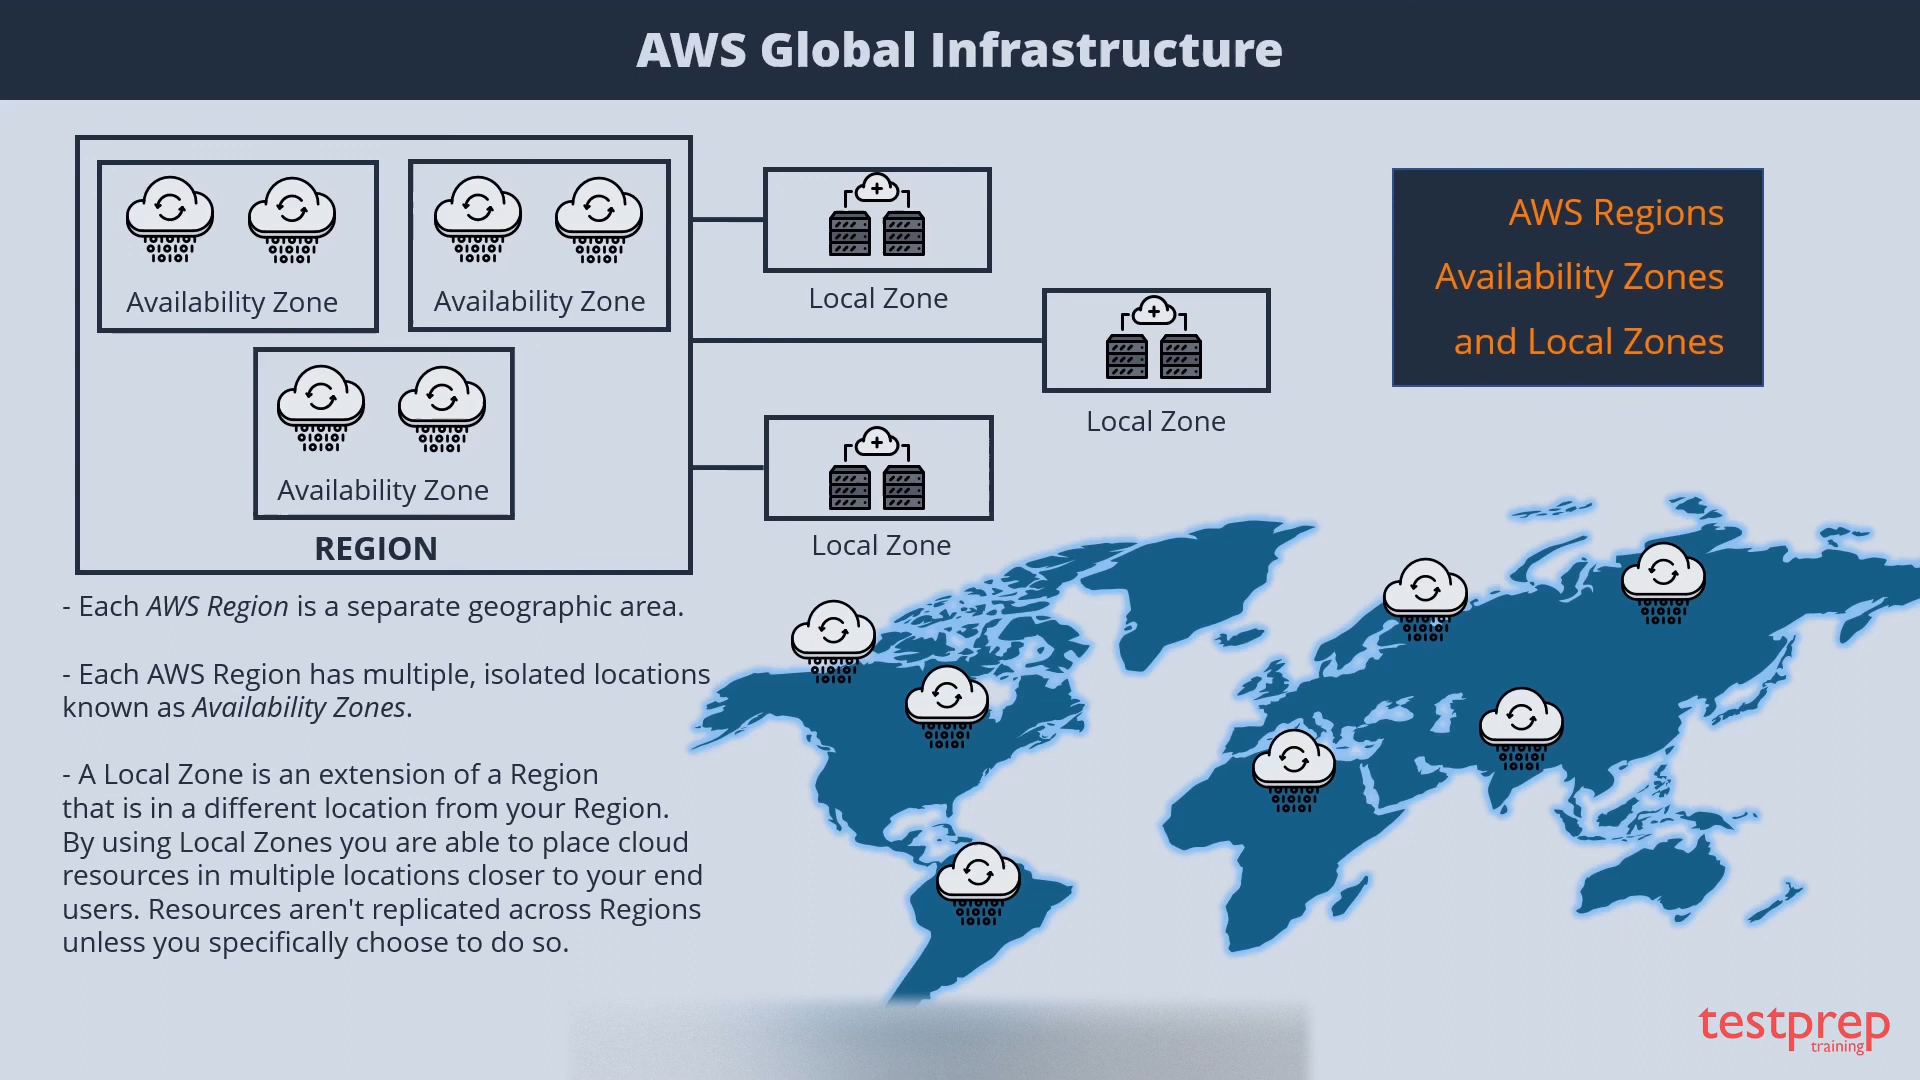 AWS Global Infrastructure
Availability Zone
Availability Zone
Availability Zone
REGION
Local Zone
Local Zone
Local Zone
AWS Regions
Availability Zones
and Local Zones
- Each AWS Region is a separate geographic area.
- Each AWS Region has multiple, isolated locations
known as Availability Zones.
- A Local Zone is an extension of a Region
that is in a different location from your Region.
By using Local Zones you are able to place cloud
resources in multiple locations closer to your end
users. Resources aren't replicated across Regions
unless you specifically choose to do so.
testprep
training